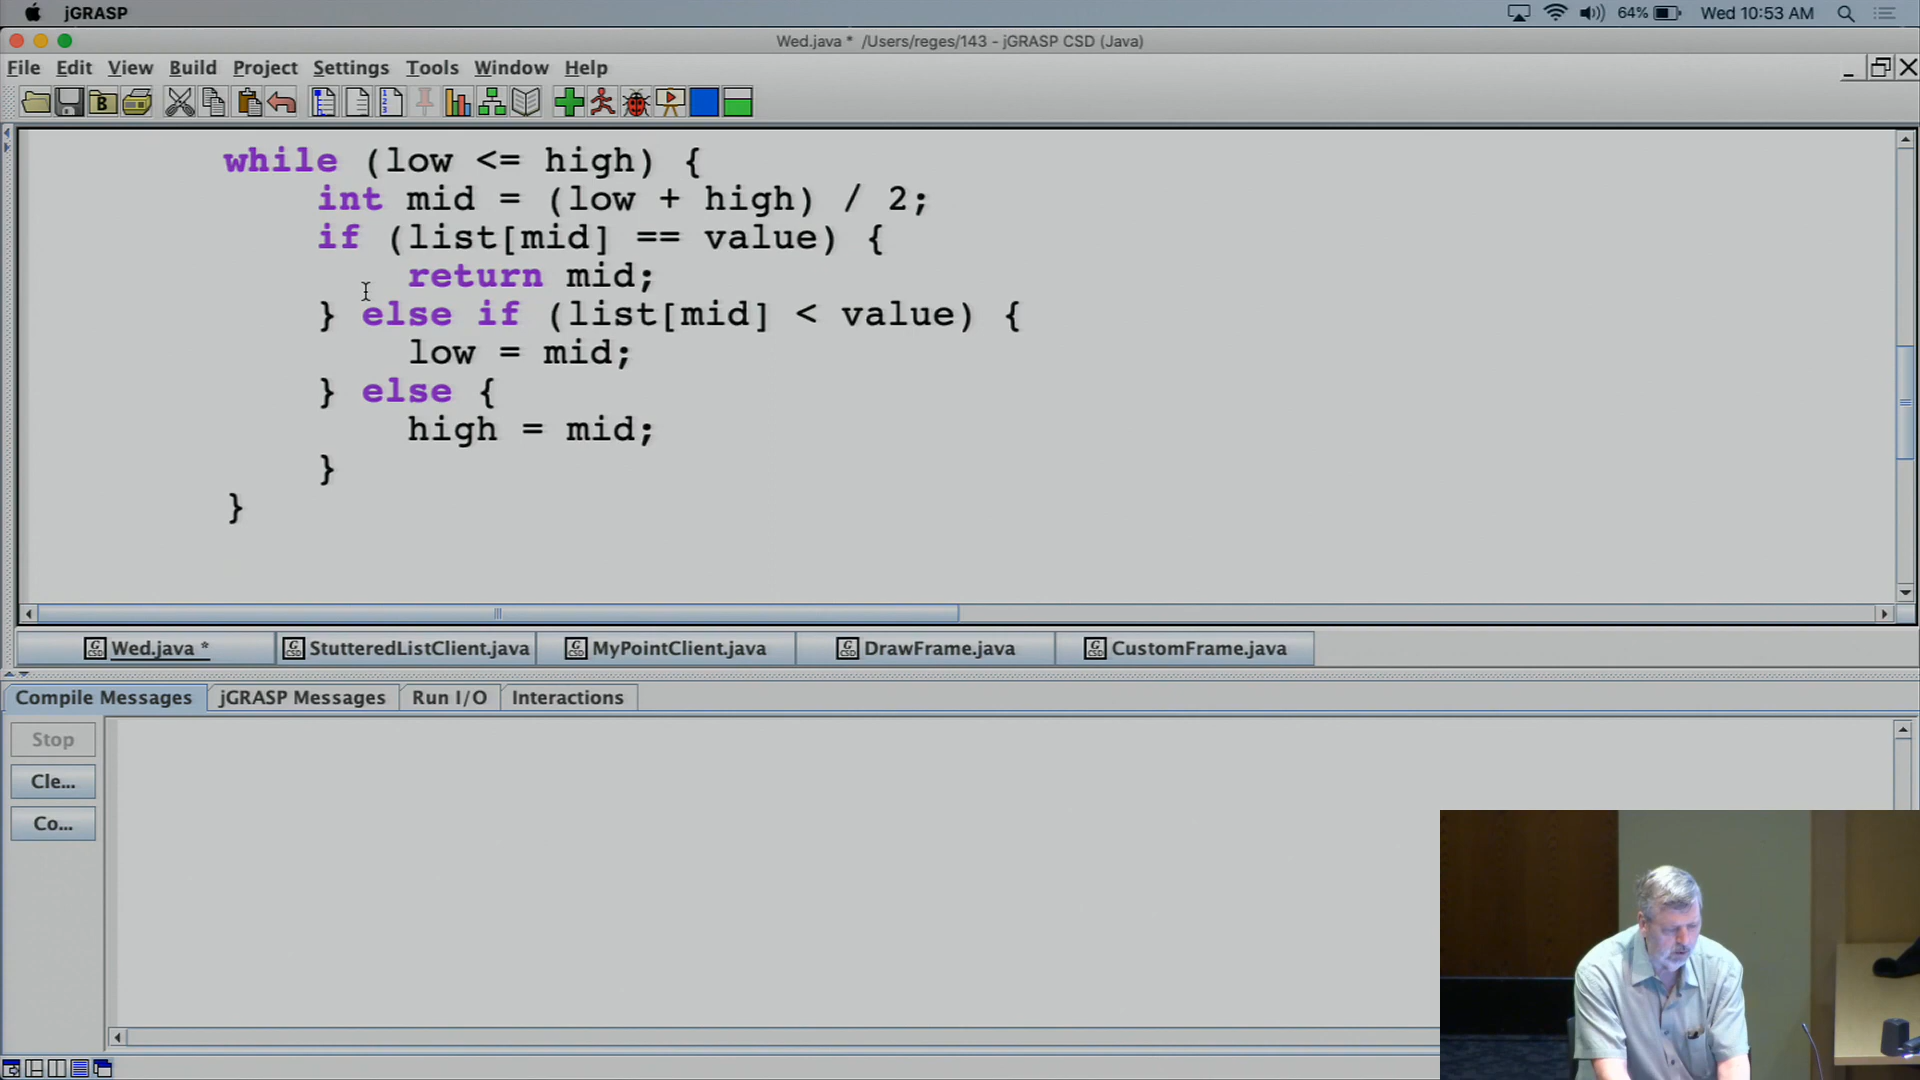 jGRASP
64%
Wed 10:53 AM
Wed.java * /Users/reges/143 - jGRASP CSD (Java)
File Edit View Build Project Settings Tools Window Help
while (low <= high) {
int mid = (low + high) / 2;
if (list[mid] == value) {
return mid;
} else if (list[mid] < value) {
low = mid;
} else {
high = mid;
}
}
Wed.java *
StutteredListClient.java
MyPointClient.java
DrawFrame.java
CustomFrame.java
Compile Messages
jGRASP Messages
Run I/O
Interactions
Stop
Cle...
Co...